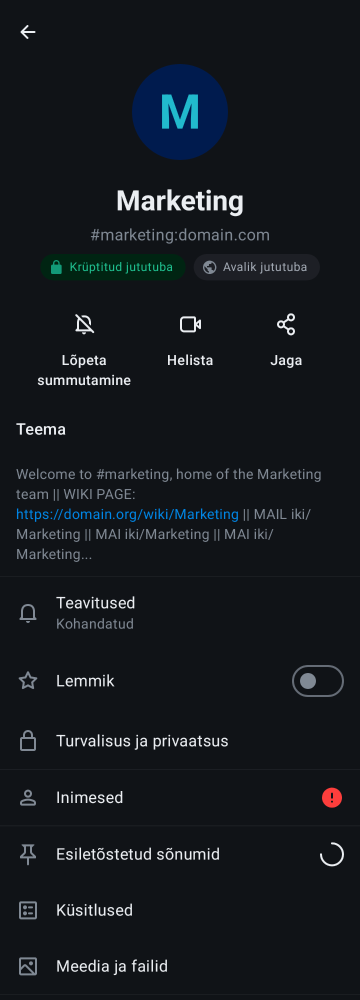 M
Marketing
#marketing:domain.com
Krüptitud jututuba
Avalik jututuba
Lõpeta
summutamine
Helista
Jaga
Teema
Welcome to #marketing, home of the Marketing
team || WIKI PAGE:
https://domain.org/wiki/Marketing || MAIL iki/
Marketing || MAI iki/Marketing || MAI iki/
Marketing...
Teavitused
Kohandatud
Lemmik
Turvalisus ja privaatsus
Inimesed
Esiletõstetud sõnumid
Küsitlused
Meedia ja failid